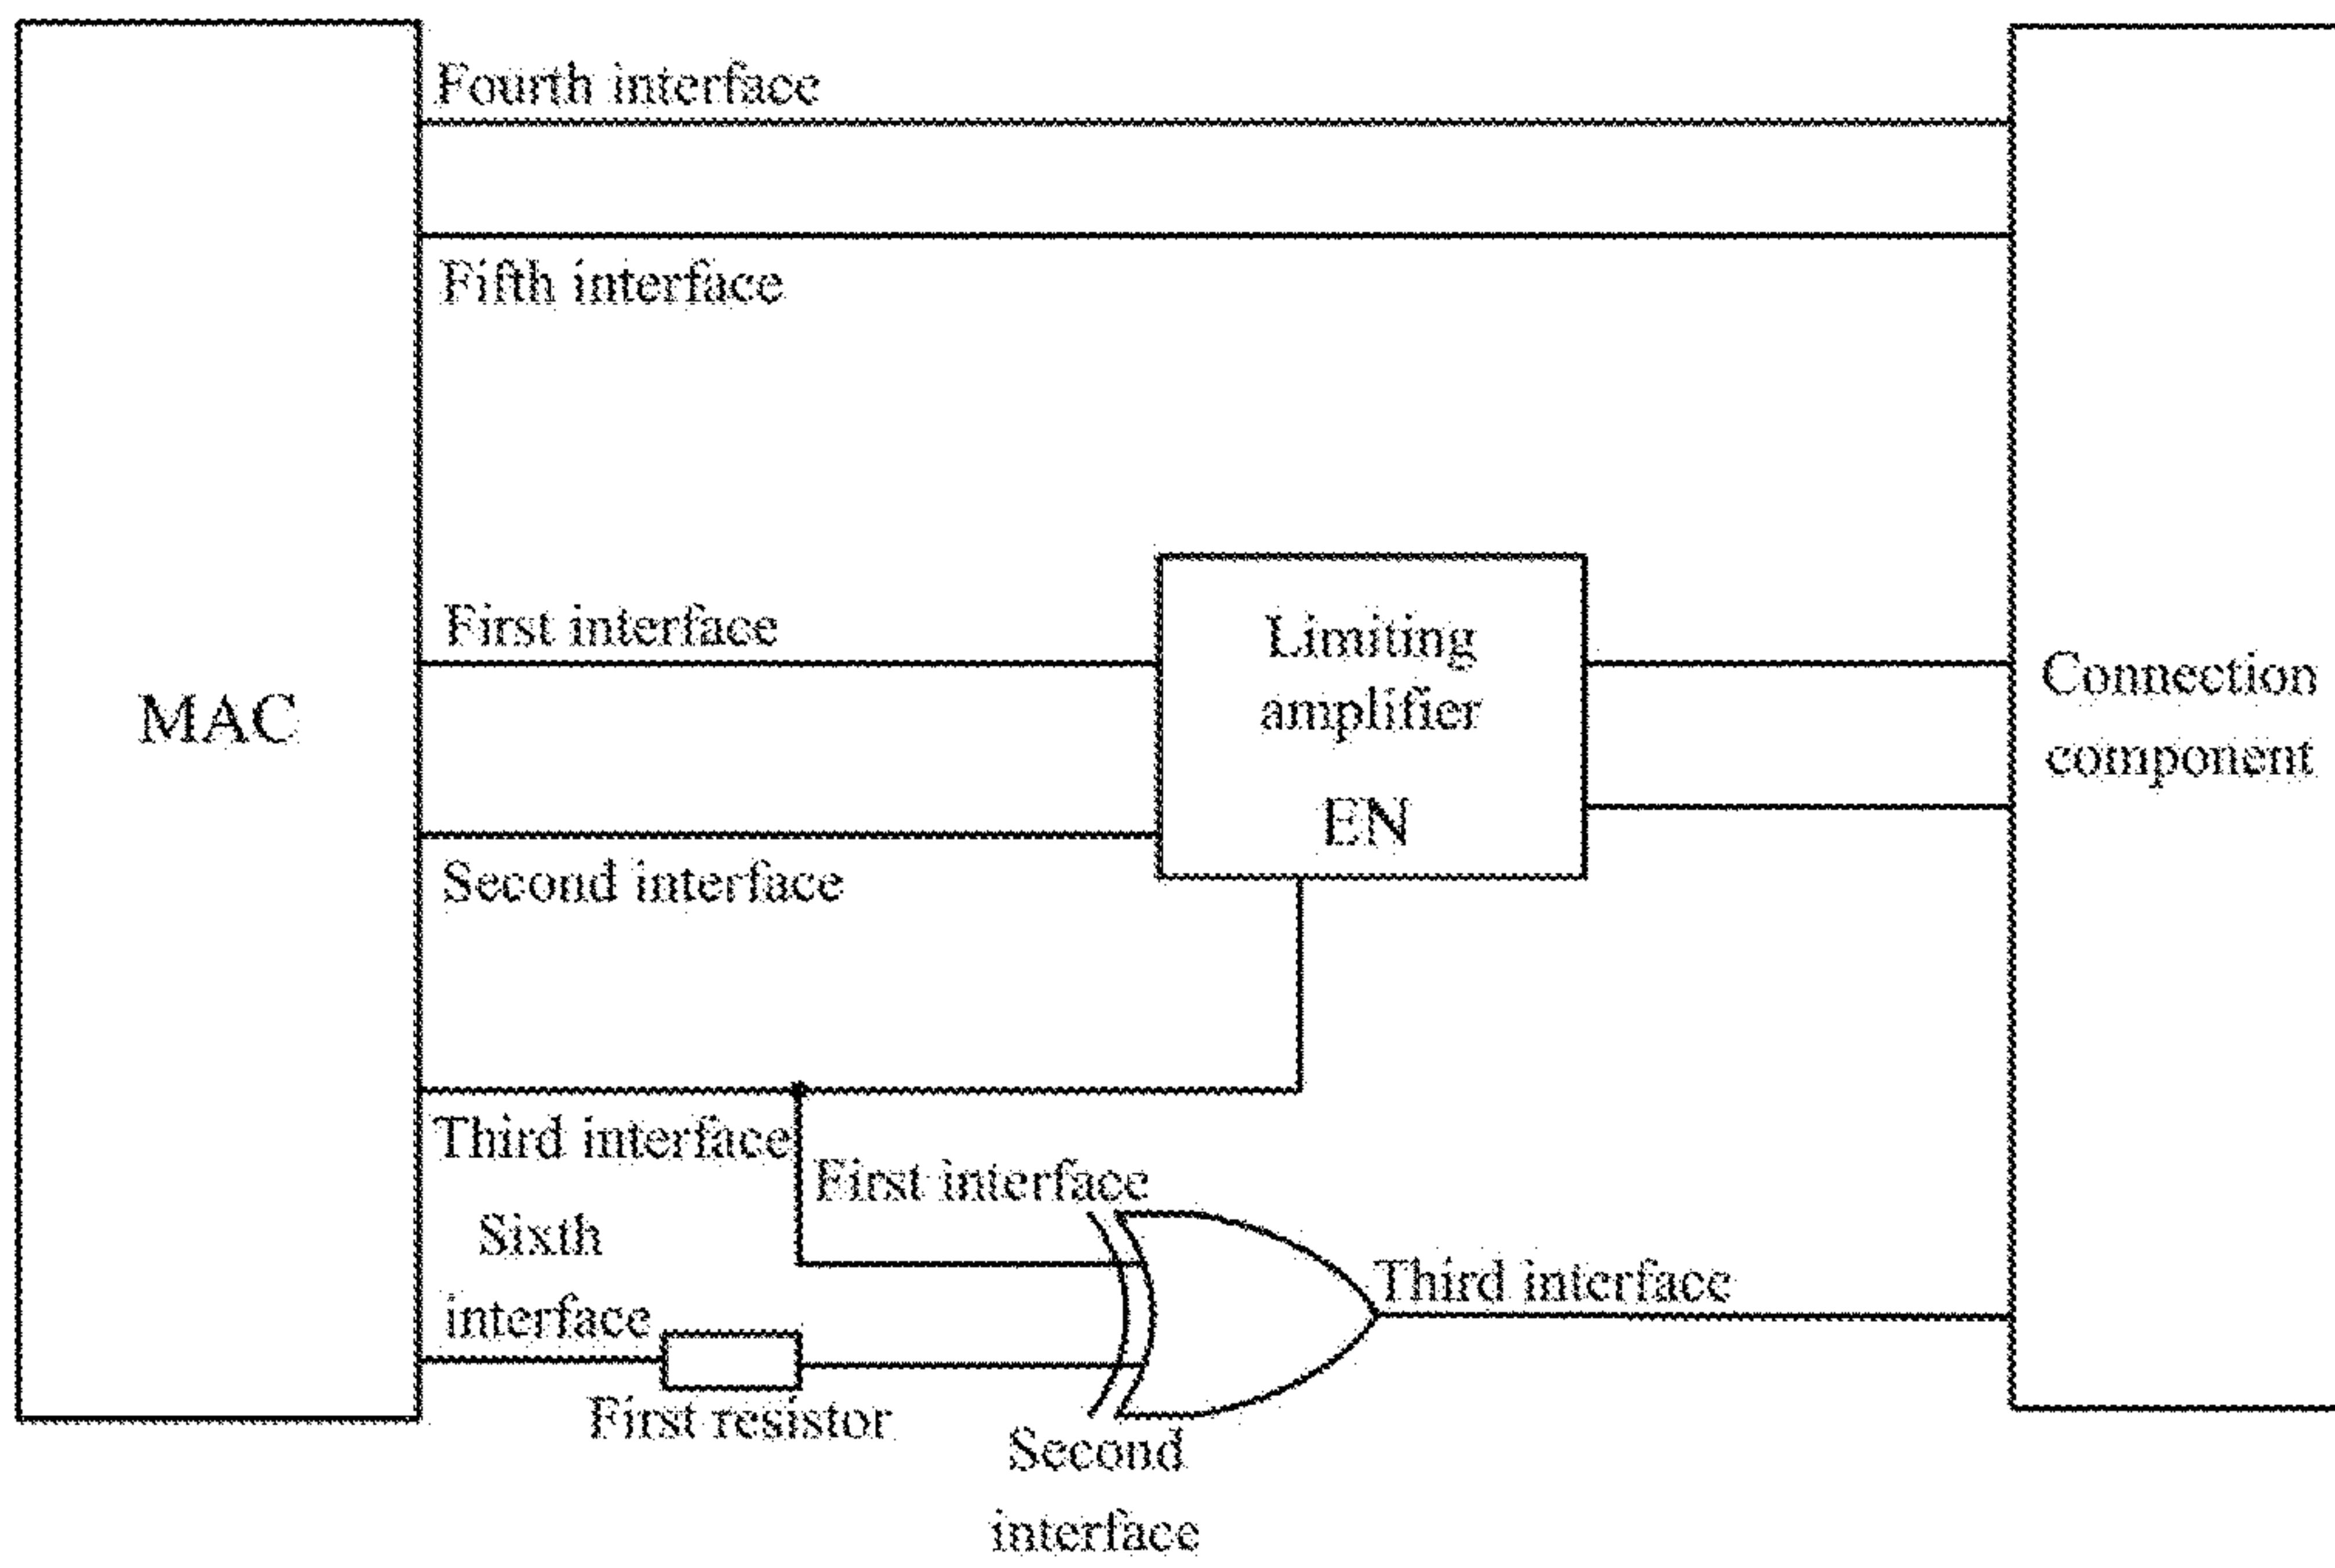 Fourth interface
Fifth interface
First interface
Limiting
amplifier
EN
MAC
Connection
component
Second interface
Third interface
First interface
Sixth
interface
Third interface
First resistor
Second
interface